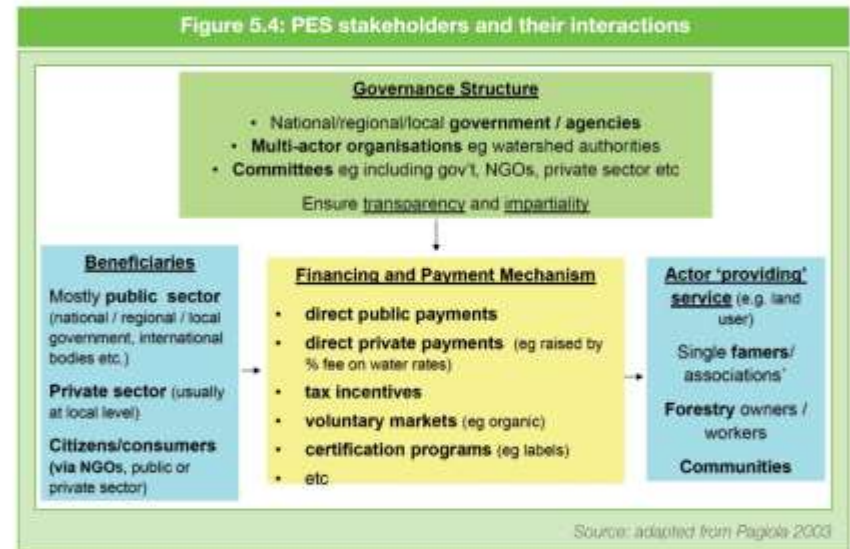 Figure 5.4: PES stakeholders and their interactions
Governance Structure
• National/regional/local government / agencies
• Multi-actor organisations eg watershed authorities
• Committees eg including gov't, NGOs, private sector etc
Ensure transparency and impartiality
Beneficiaries
Mostly public sector
(national / regional / local
government, international
bodies etc.)
Private sector (usually
at local level)
Citizens/consumers
(via NGOs, public or
private sector)
Financing and Payment Mechanism
• direct public payments
• direct private payments (eg raised by
% fee on water rates)
• tax incentives
• voluntary markets (eg organic)
• certification programs (eg labels)
• etc
Actor 'providing'
service (e.g. land
user)
Single famers/
associations'
Forestry owners /
workers
Communities
Source: adapted from Pagiola 2003